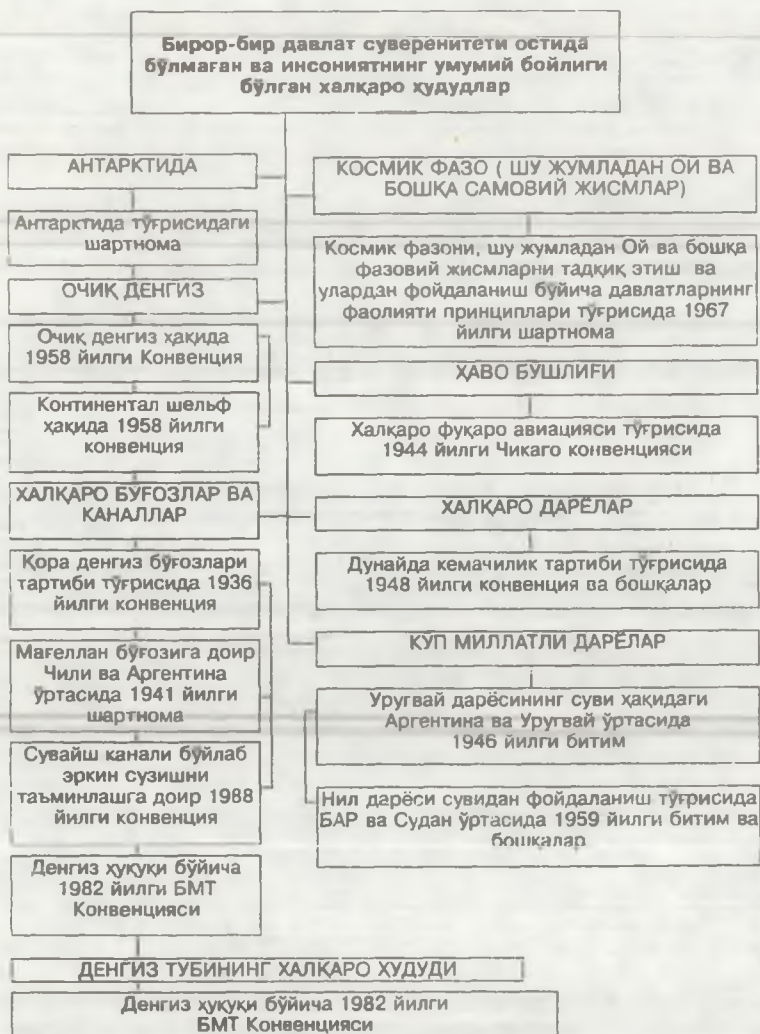 Бирор-бир давлат суверенитети остида
бўлмаган ва инсониятнинг умумий бойлиги
бўлган халқаро ҳудудлар
АНТАРКТИДА
Антарктида тўғрисидаги
шартнома
ОЧИҚ ДЕНГИЗ
Очиқ денгиз ҳақида
1958 йилги Конвенция
Континентал шельф
ҳақида 1958 йилги
конвенция
ХАЛҚАРО БУҒОЗЛАР ВА
КАНАЛЛАР
Қора денгиз бўғозлари
тартиби тўғрисида 1936
йилги конвенция
Магеллан бўғозига доир
Чили ва Аргентина
ўртасида 1941 йилги
шартнома
Сувайш канали бўйлаб
эркин сузишни
таъминлашга доир 1988
йилги конвенция
Денгиз ҳуқуқи бўйича
1982 йилги БМТ
Конвенцияси
КОСМИК ФАЗО ( ШУ ЖУМЛАДАН ОЙ ВА
БОШҚА САМОВИЙ ЖИСМЛАР)
Космик фазони, шу жумладан Ой ва бошқа
фазовий жисмларни тадқиқ этиш ва
улардан фойдаланиш бўйича давлатларнинг
фаолияти принциплари тўғрисида 1967
йилги шартнома
ҲАВО БУШЛИҒИ
Халқаро фуқаро авиацияси тўғрисида
1944 йилги Чикаго конвенцияси
ХАЛҚАРО ДАРЁЛАР
Дунайда кемачилик тартиби тўғрисида
1948 йилги конвенция ва бошқалар
КУП МИЛЛАТЛИ ДАРЁЛАР
Уругвай дарёсининг суви ҳақидаги
Аргентина ва Уругвай ўртасида
1946 йилги битим
Нил дарёси сувидан фойдаланиш тўғрисида
БАР ва Судан ўртасида 1959 йилги битим ва
бошқалар
ДЕНГИЗ ТУБИНИНГ ХАЛҚАРО ҲУДУДИ
Денгиз ҳуқуқи бўйича 1982 йилги
БМТ Конвенцияси